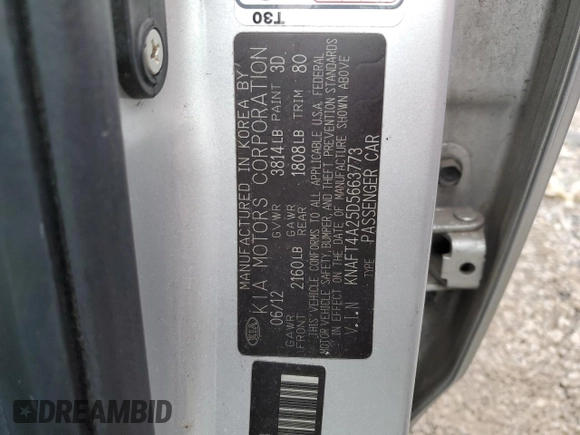 T30
MANUFACTURED IN KOREA BY
KIA MOTORS CORPORATION
06/12 GVWR 3814LB PAINT 3D
GAWR FRONT 2160LB GAWR REAR 1808LB TRIM 80
THIS VEHICLE CONFORMS TO ALL APPLICABLE U.S.A. FEDERAL
MOTOR VEHICLE SAFETY, BUMPER, AND THEFT PREVENTION STANDARDS
IN EFFECT ON THE DATE OF MANUFACTURE SHOWN ABOVE
V.I.N KNAFT4A25D5663773
TYPE PASSENGER CAR
KIA
DREAMBID